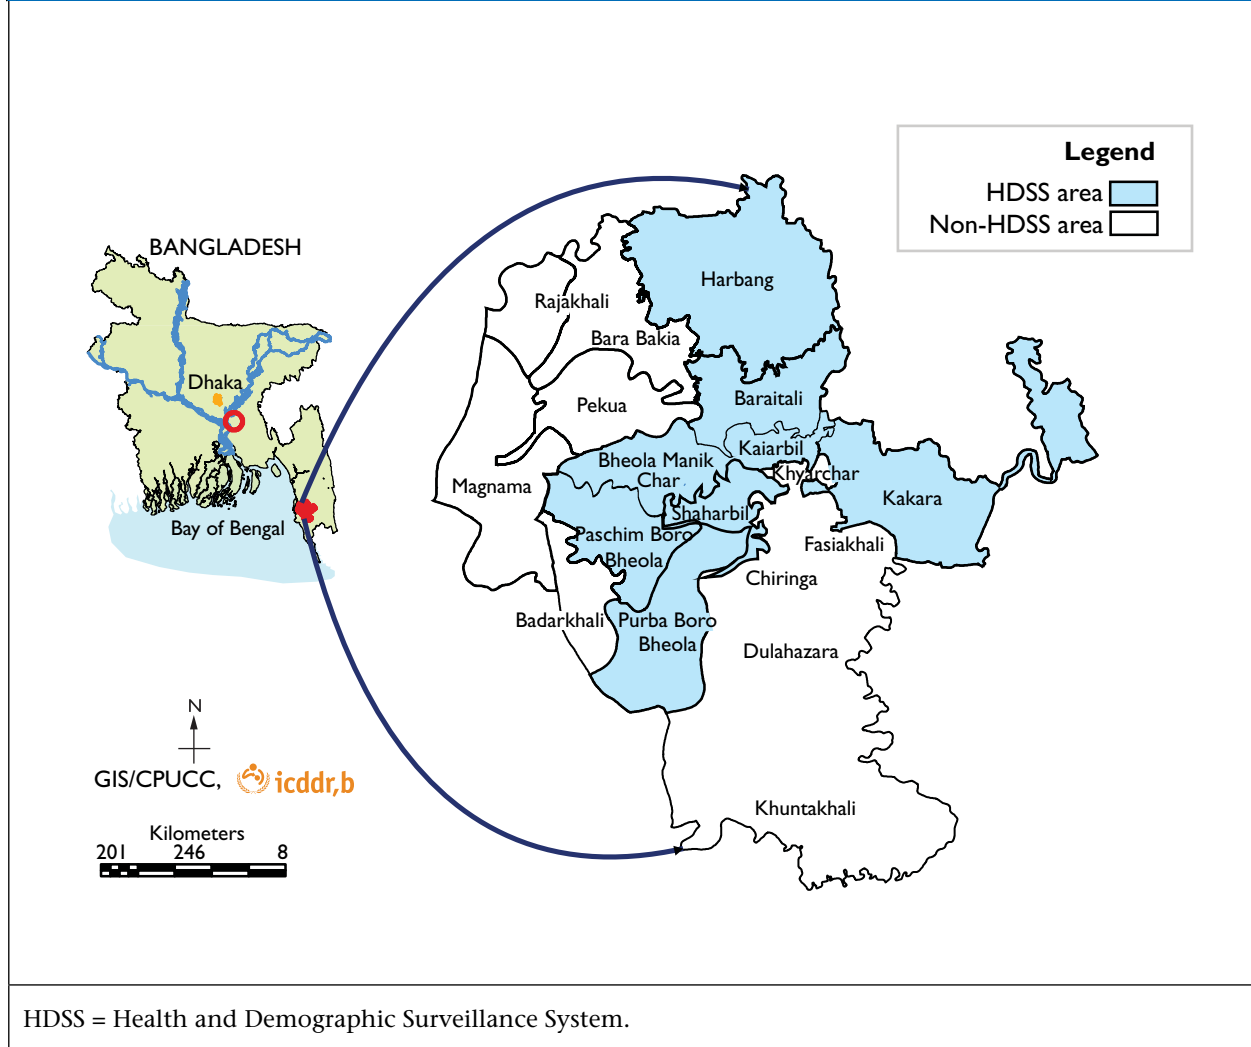 Legend
HDSS area
Non-HDSS area
BANGLADESH
Dhaka
Bay of Bengal
Harbang
Rajakhali
Bara Bakia
Pekua
Baraitali
Kaiarbil
Bheola Manik
Char
Khyarchar
Magnama
Kakara
Shaharbil
Paschim Boro
Bheola
Fasiakhali
Chiringa
Badarkhali
Purba Boro
Bheola
Dulahazara
Khuntakhali
N
GIS/CPUCC, icddr,b
Kilometers
201 246 8
HDSS = Health and Demographic Surveillance System.